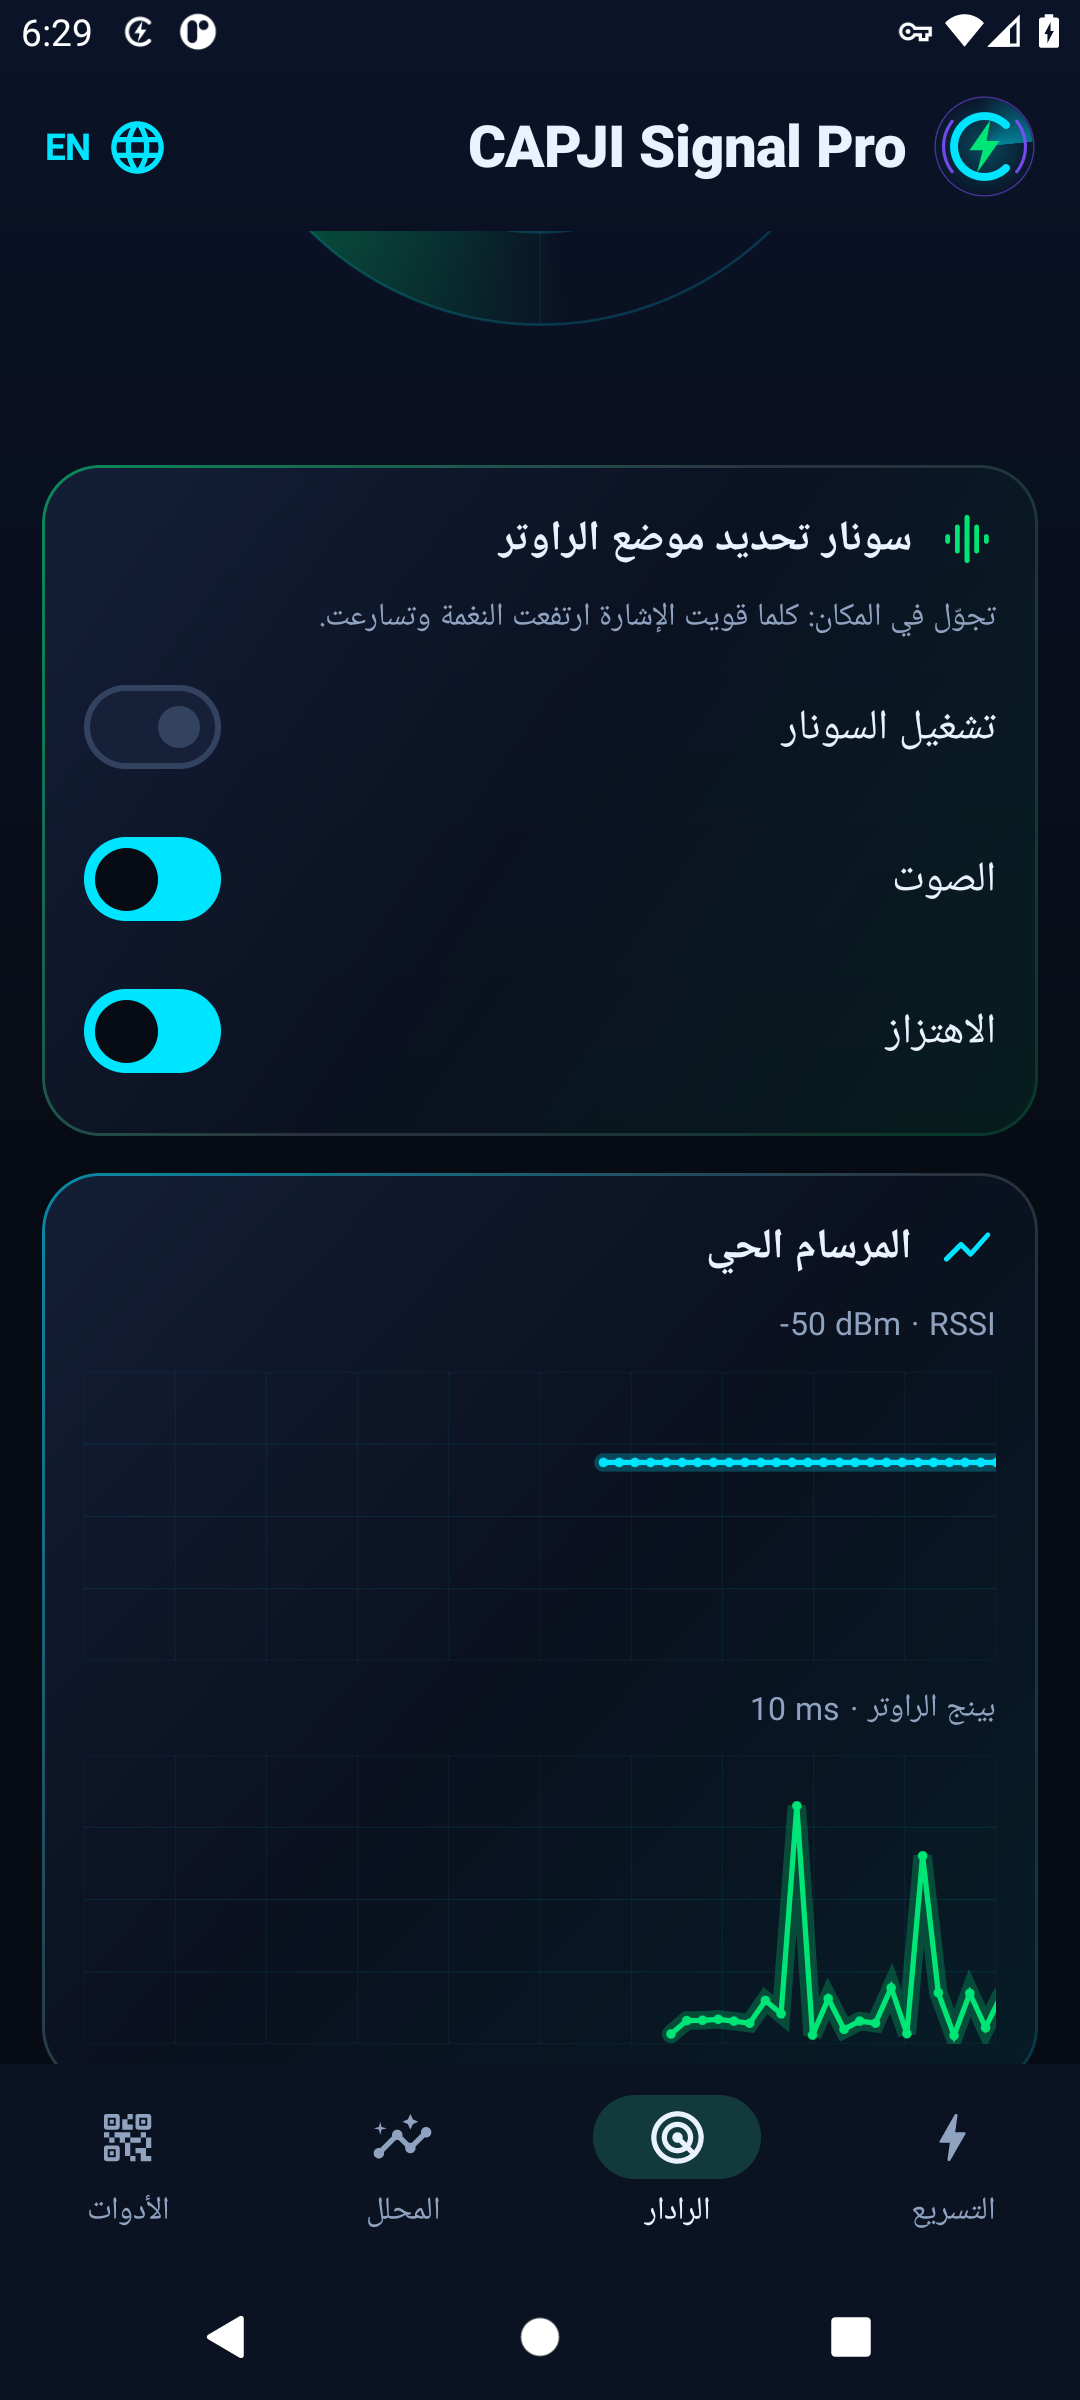 6:29
CAPJI Signal Pro
EN
سونار تحديد موضع الراوتر
تجوّل في المكان: كلما قويت الإشارة ارتفعت النغمة وتسارعت.
تشغيل السونار
الصوت
الاهتزاز
المرسام الحي
RSSI · -50 dBm
بينج الراوتر · 10 ms
التسريع
الرادار
المحلل
الأدوات